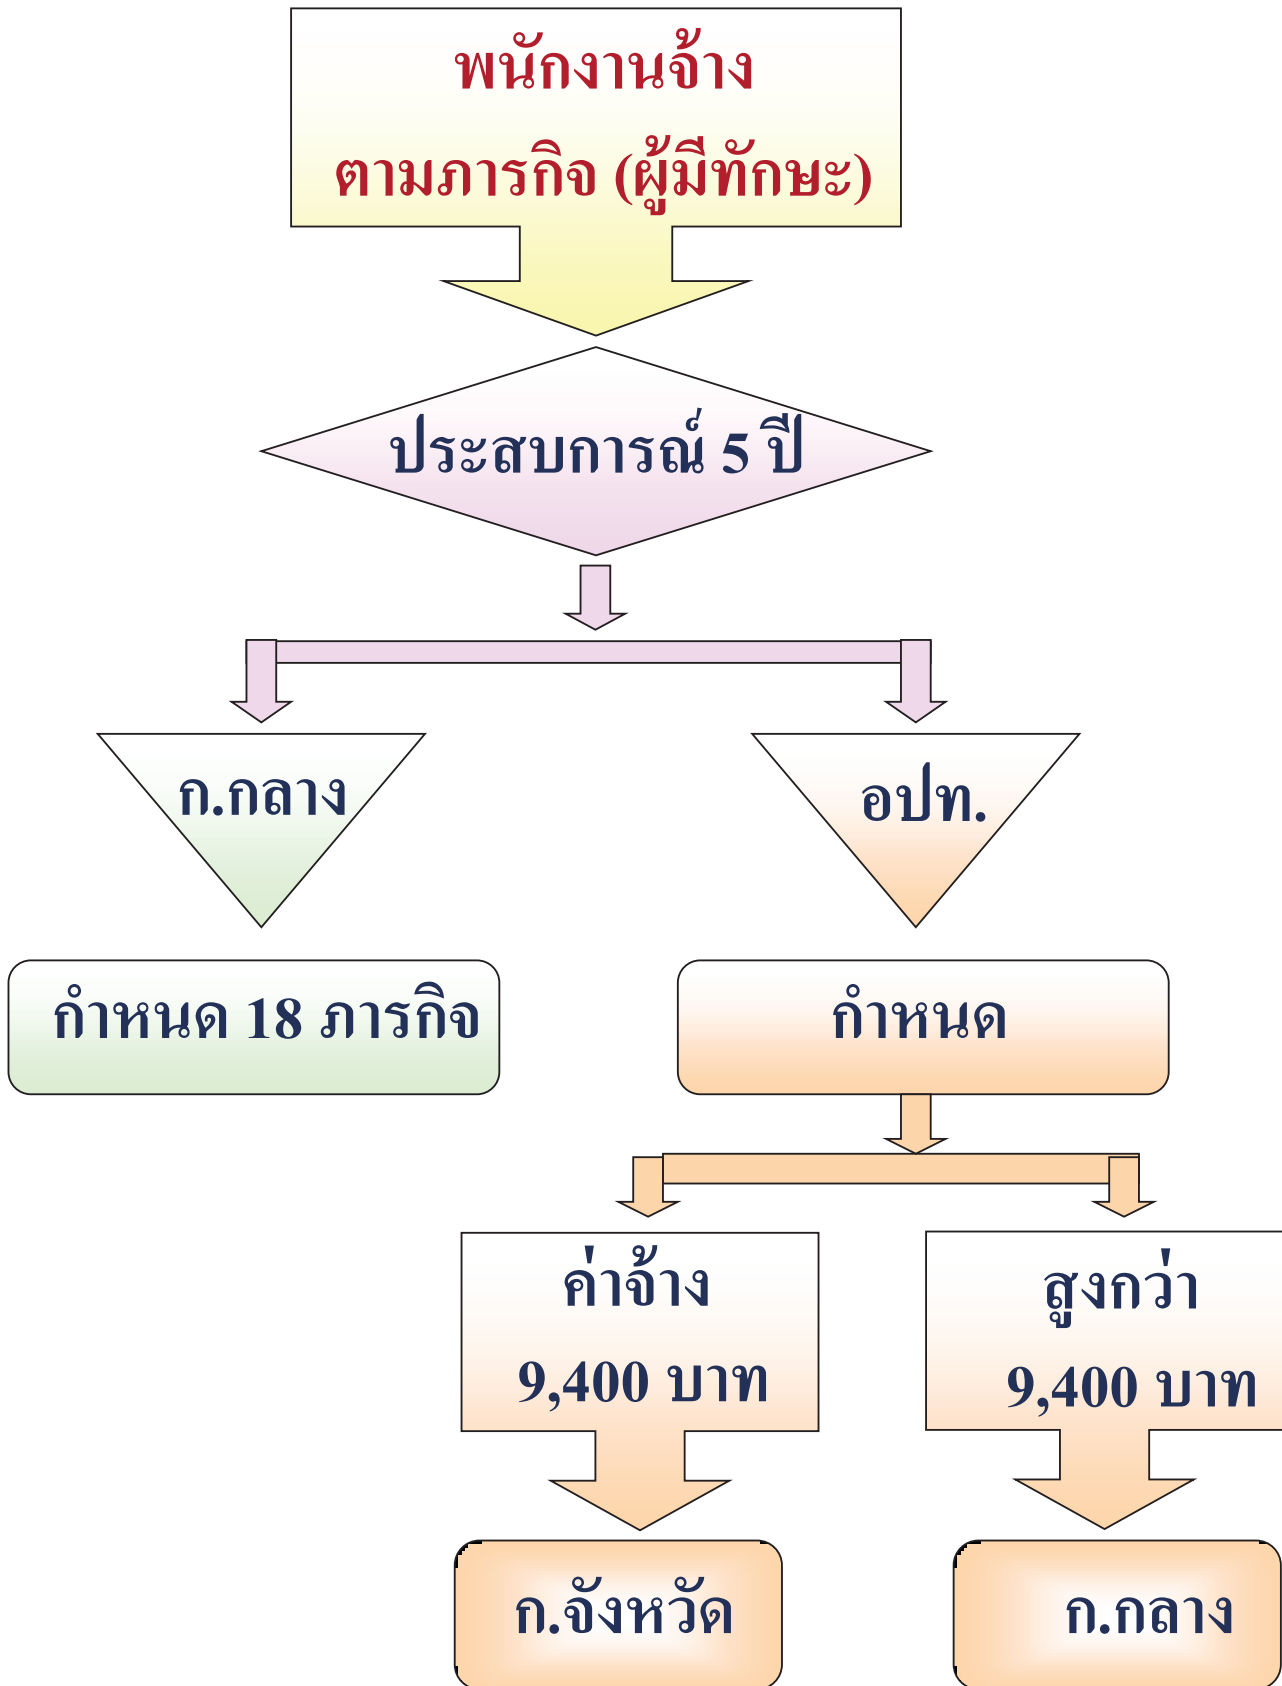 พนักงานจ้าง
ตามภารกิจ (ผู้มีทักษะ)
ประสบการณ์ 5 ปี
ก.กลาง
อปท.
กำหนด 18 ภารกิจ
กำหนด
ค่าจ้าง
9,400 บาท
สูงกว่า
9,400 บาท
ก.จังหวัด
ก.กลาง